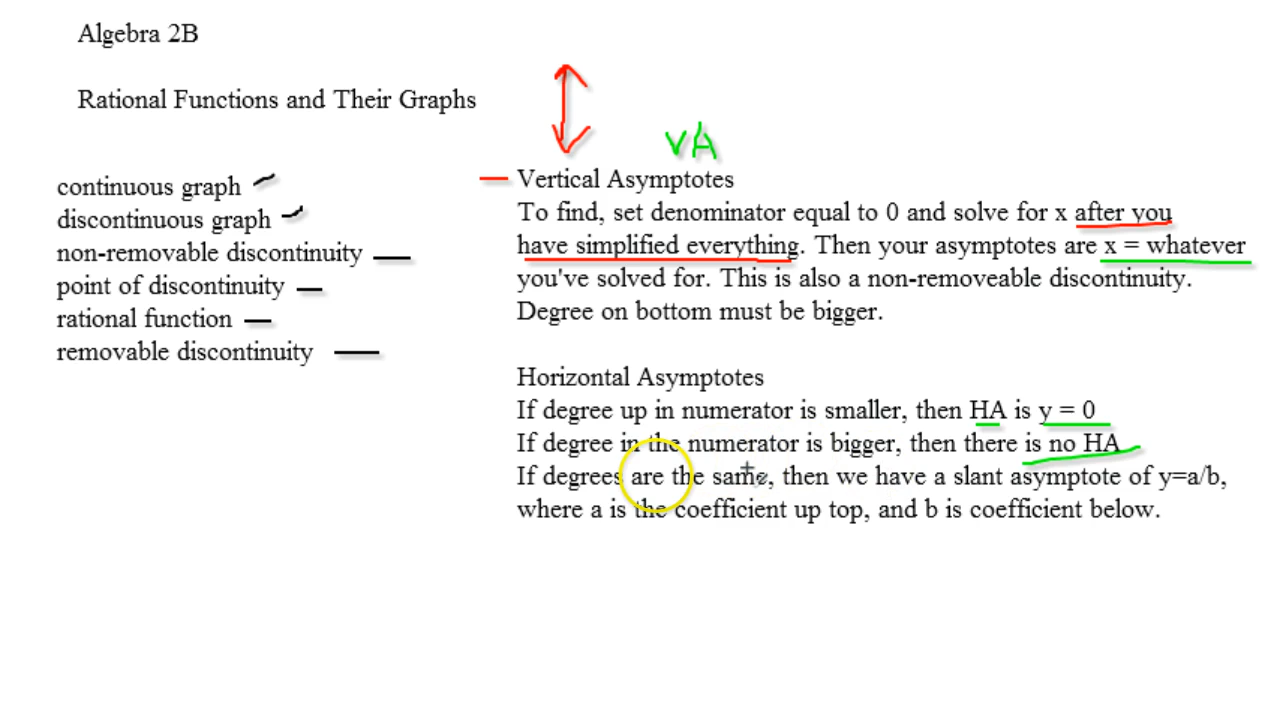 Algebra 2B
Rational Functions and Their Graphs
continuous graph
discontinuous graph
non-removable discontinuity
point of discontinuity
rational function
removable discontinuity
VA
Vertical Asymptotes
To find, set denominator equal to 0 and solve for x after you
have simplified everything. Then your asymptotes are x = whatever
you've solved for. This is also a non-removeable discontinuity.
Degree on bottom must be bigger.
Horizontal Asymptotes
If degree up in numerator is smaller, then HA is y = 0
If degree in the numerator is bigger, then there is no HA
If degrees are the same, then we have a slant asymptote of y=a/b,
where a is the coefficient up top, and b is coefficient below.